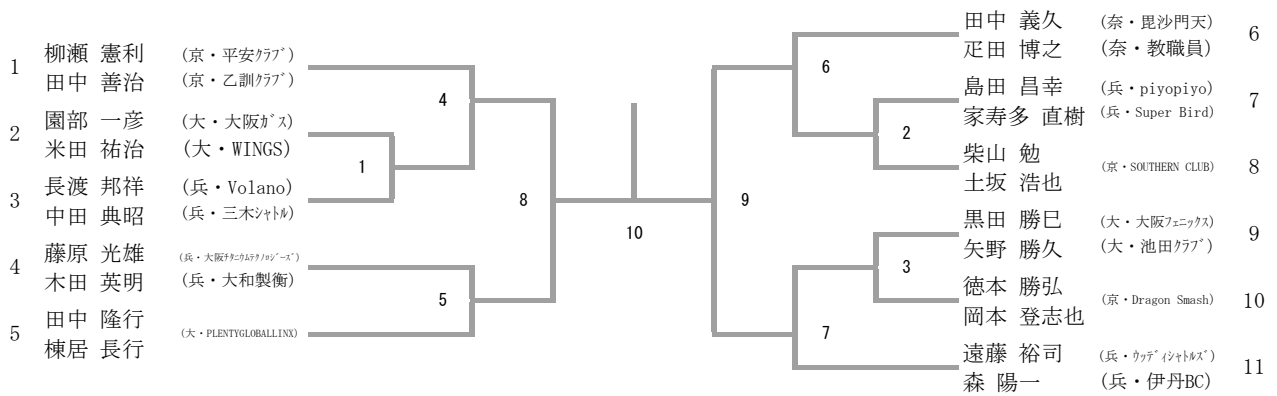 1 柳瀬 憲利 (京・平安ｸﾗﾌﾞ)
田中 善治 (京・乙訓ｸﾗﾌﾞ)
2 園部 一彦 (大・大阪ｶﾞｽ)
米田 祐治 (大・WINGS)
3 長渡 邦祥 (兵・Volano)
中田 典昭 (兵・三木ｼｬﾄﾙ)
4 藤原 光雄 (兵・大阪ﾁﾀﾆｳﾑﾃｸﾉﾛｼﾞｰｽﾞ)
木田 英明 (兵・大和製衡)
5 田中 隆行 (大・PLENTYGLOBALLINX)
棟居 長行
4
1
8
5
10
6
2
9
3
7
田中 義久 (奈・毘沙門天) 6
疋田 博之 (奈・教職員)
島田 昌幸 (兵・piyopiyo) 7
家寿多 直樹 (兵・Super Bird)
柴山 勉 (京・SOUTHERN CLUB) 8
土坂 浩也
黒田 勝巳 (大・大阪ﾌｪﾆｯｸｽ) 9
矢野 勝久 (大・池田ｸﾗﾌﾞ)
徳本 勝弘 (京・Dragon Smash) 10
岡本 登志也
遠藤 裕司 (兵・ｳｯﾃﾞｨｼｬﾄﾙｽﾞ) 11
森 陽一 (兵・伊丹BC)